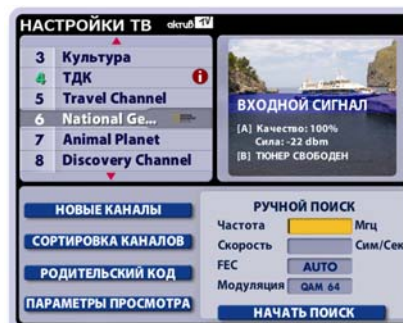 НАСТРОЙКИ ТВ актив TV
3 Культура
4 ТДК i
5 Travel Channel
6 National Ge...
7 Animal Planet
8 Discovery Channel
ВХОДНОЙ СИГНАЛ
[A] Качество: 100%
Сила: -22 dbm
[B] ТЮНЕР СВОБОДЕН
НОВЫЕ КАНАЛЫ
СОРТИРОВКА КАНАЛОВ
РОДИТЕЛЬСКИЙ КОД
ПАРАМЕТРЫ ПРОСМОТРА
РУЧНОЙ ПОИСК
Частота Мгц
Скорость Сим/Сек
FEC AUTO
Модуляция QAM 64
НАЧАТЬ ПОИСК